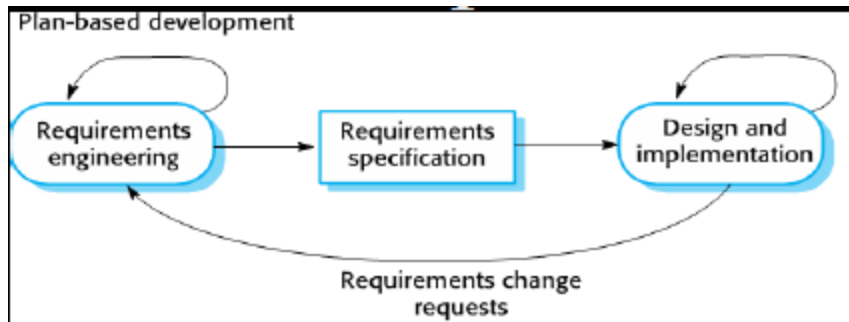 Plan-based development
Requirements
engineering
Requirements
specification
Design and
implementation
Requirements change
requests